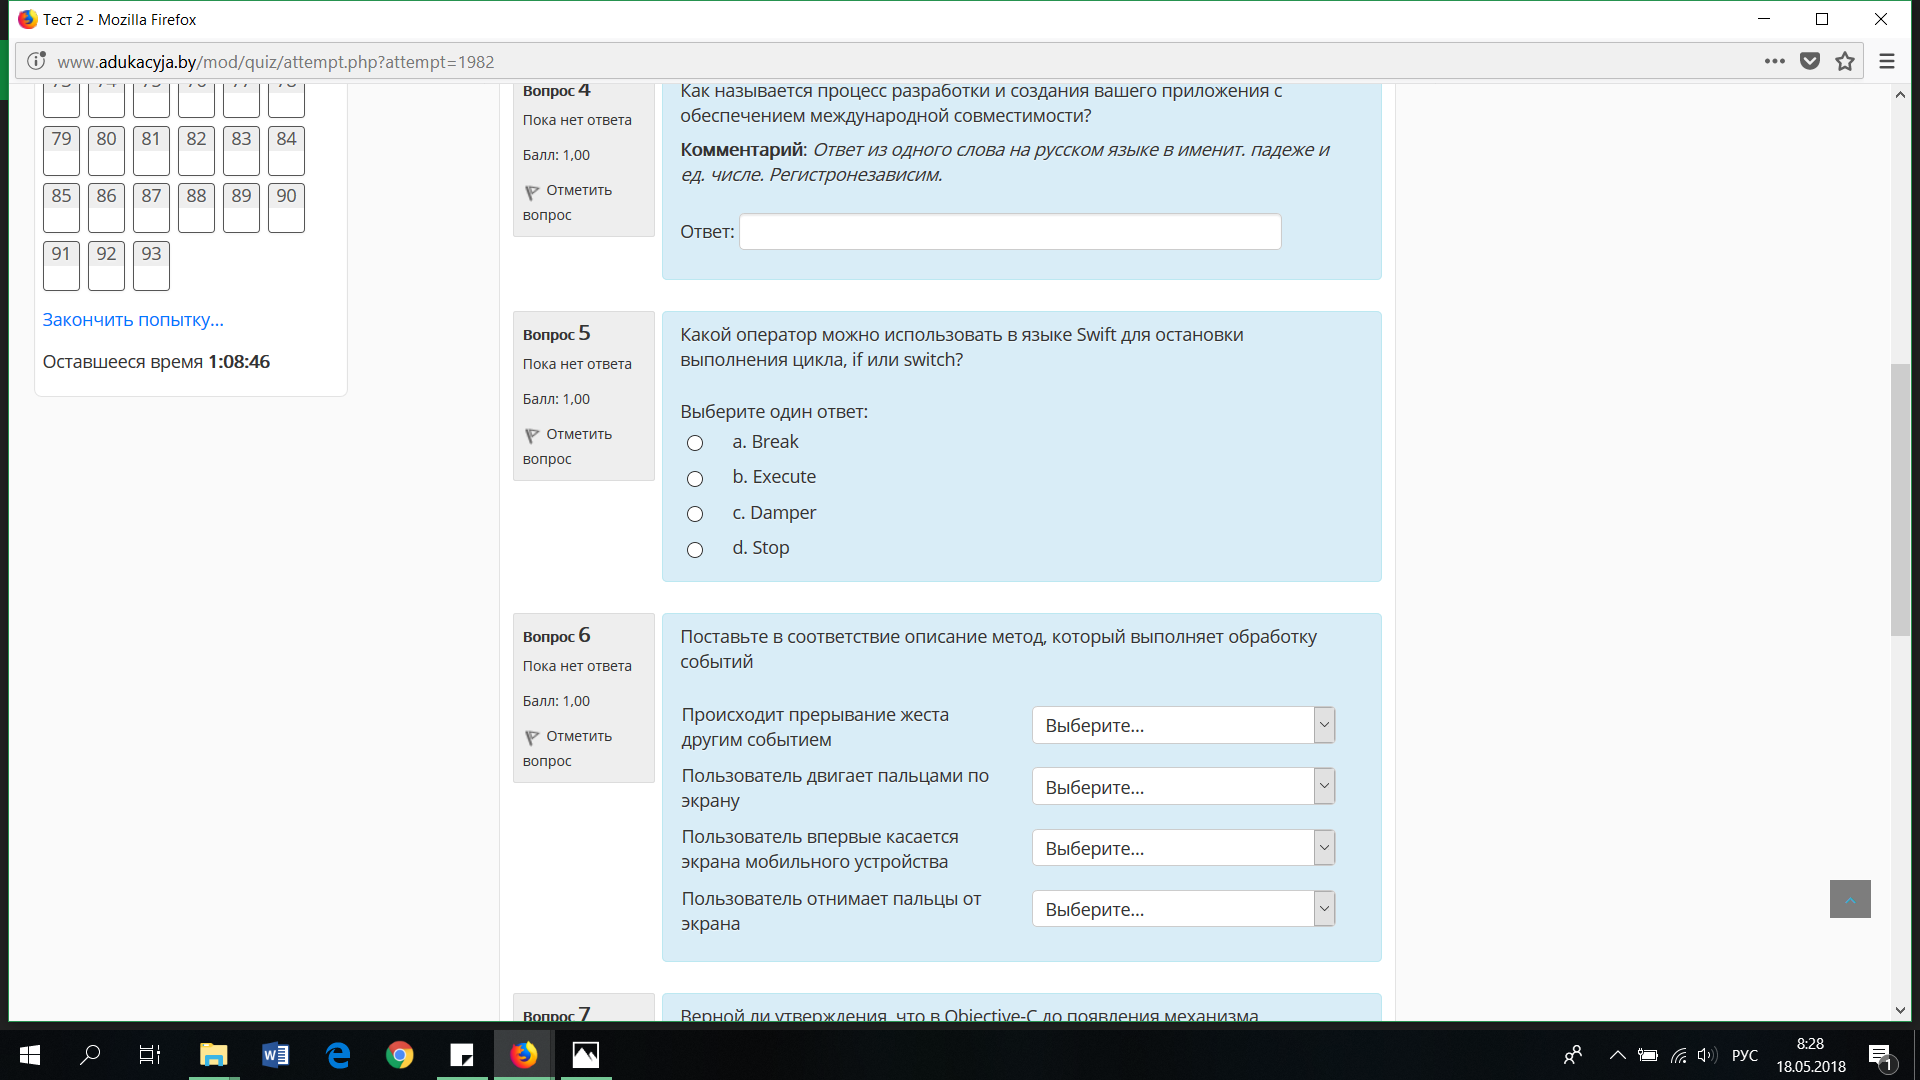 Тест 2 - Mozilla Firefox
www.adukacyja.by/mod/quiz/attempt.php?attempt=1982
73 74 75 76 77 78
79 80 81 82 83 84
85 86 87 88 89 90
91 92 93
Закончить попытку...
Оставшееся время 1:08:46
Вопрос 4
Пока нет ответа
Балл: 1,00
Отметить
вопрос
Как называется процесс разработки и создания вашего приложения с
обеспечением международной совместимости?
Комментарий: Ответ из одного слова на русском языке в именит. падеже и
ед. числе. Регистронезависим.
Ответ:
Вопрос 5
Пока нет ответа
Балл: 1,00
Отметить
вопрос
Какой оператор можно использовать в языке Swift для остановки
выполнения цикла, if или switch?
Выберите один ответ:
a. Break
b. Execute
c. Damper
d. Stop
Вопрос 6
Пока нет ответа
Балл: 1,00
Отметить
вопрос
Поставьте в соответствие описание метод, который выполняет обработку
событий
Происходит прерывание жеста
другим событием
Выберите...
Пользователь двигает пальцами по
экрану
Выберите...
Пользователь впервые касается
экрана мобильного устройства
Выберите...
Пользователь отнимает пальцы от
экрана
Выберите...
Вопрос 7
Верной ли утверждения, что в Objective-C до появления механизма
РУС
8:28
18.05.2018
1